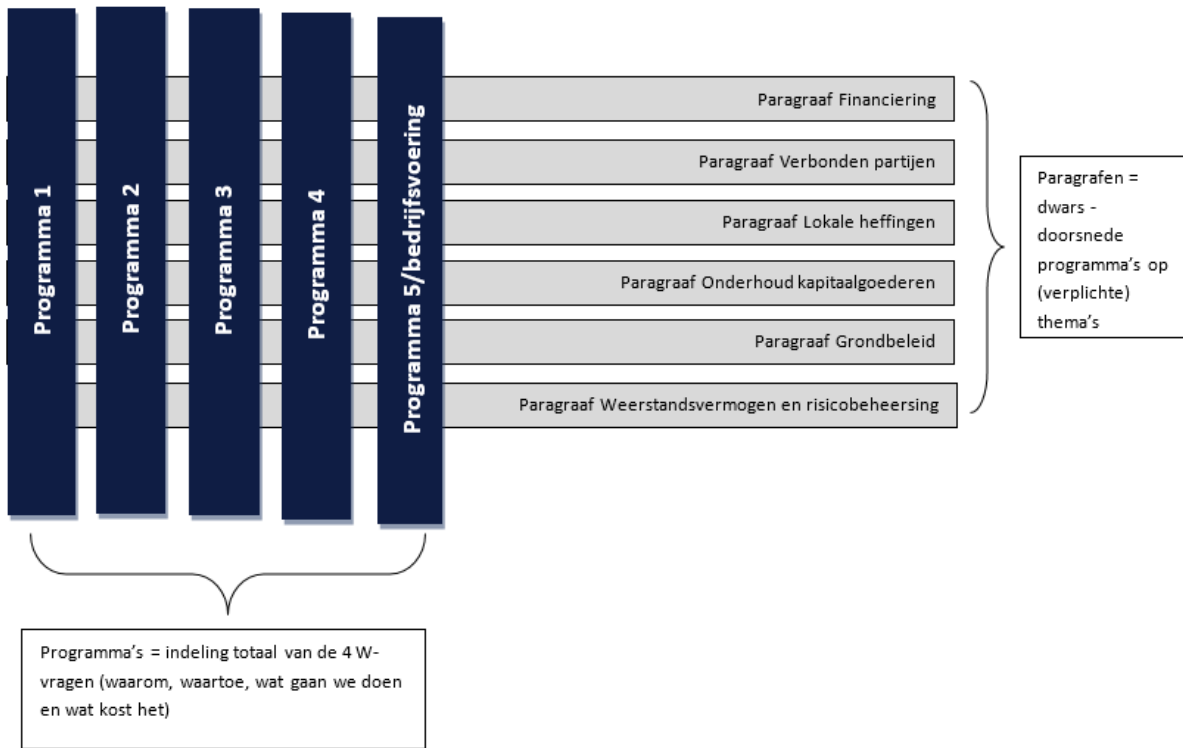 Programma 1
Programma 2
Programma 3
Programma 4
Programma 5/bedrijfsvoering
Paragraaf Financiering
Paragraaf Verbonden partijen
Paragraaf Lokale heffingen
Paragraaf Onderhoud kapitaalgoederen
Paragraaf Grondbeleid
Paragraaf Weerstandsvermogen en risicobeheersing
Paragrafen =
dwars -
doorsnede
programma's op
(verplichte)
thema's
Programma's = indeling totaal van de 4 W-
vragen (waarom, waartoe, wat gaan we doen
en wat kost het)